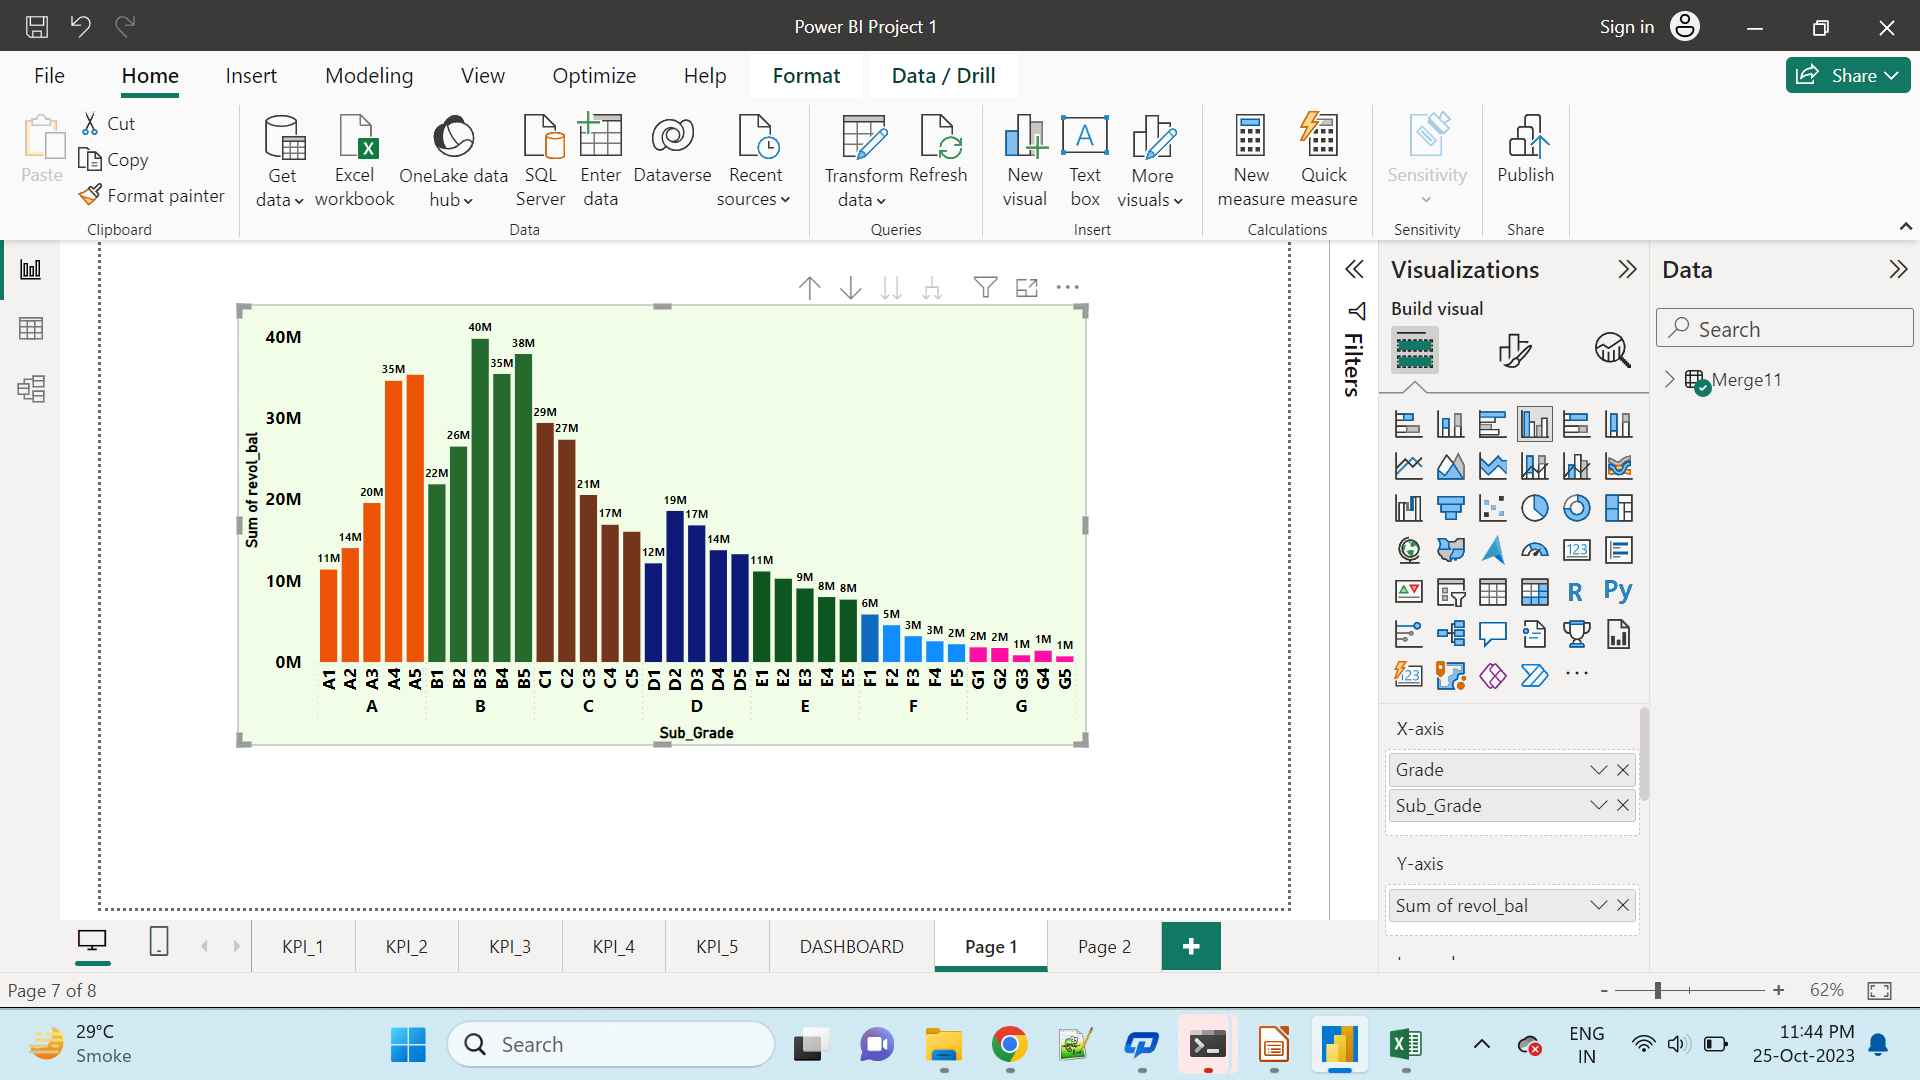 Power BI Project 1
Sign in
File Home Insert Modeling View Optimize Help Format Data / Drill
Share
Paste
Cut
Copy
Format painter
Clipboard
Get data
Excel workbook
OneLake data hub
SQL Server
Enter data
Dataverse
Recent sources
Data
Transform data
Refresh
Queries
New visual
Text box
More visuals
Insert
New measure
Quick measure
Calculations
Sensitivity
Sensitivity
Publish
Share
40M
30M
20M
10M
0M
Sum of revol_bal
11M 14M 20M 35M 22M 26M 40M 35M 38M 29M 27M 21M 17M 12M 19M 17M 14M 11M 9M 8M 8M 6M 5M 3M 3M 2M 2M 2M 1M 1M 1M
A1 A2 A3 A4 A5 B1 B2 B3 B4 B5 C1 C2 C3 C4 C5 D1 D2 D3 D4 D5 E1 E2 E3 E4 E5 F1 F2 F3 F4 F5 G1 G2 G3 G4 G5
A B C D E F G
Sub_Grade
Filters
Visualizations
Build visual
123
R Py
123
X-axis
Grade
Sub_Grade
Y-axis
Sum of revol_bal
Data
Search
Merge11
KPI_1 KPI_2 KPI_3 KPI_4 KPI_5 DASHBOARD Page 1 Page 2
Page 7 of 8
- + 62%
29°C
Smoke
Search
ENG
IN
11:44 PM
25-Oct-2023